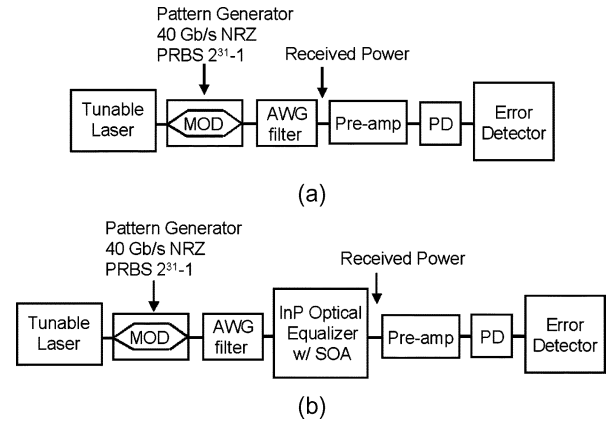 Pattern Generator
40 Gb/s NRZ
PRBS 2³¹-1
Received Power
Tunable
Laser
MOD
AWG
filter
Pre-amp
PD
Error
Detector
(a)
Pattern Generator
40 Gb/s NRZ
PRBS 2³¹-1
Received Power
Tunable
Laser
MOD
AWG
filter
InP Optical
Equalizer
w/ SOA
Pre-amp
PD
Error
Detector
(b)